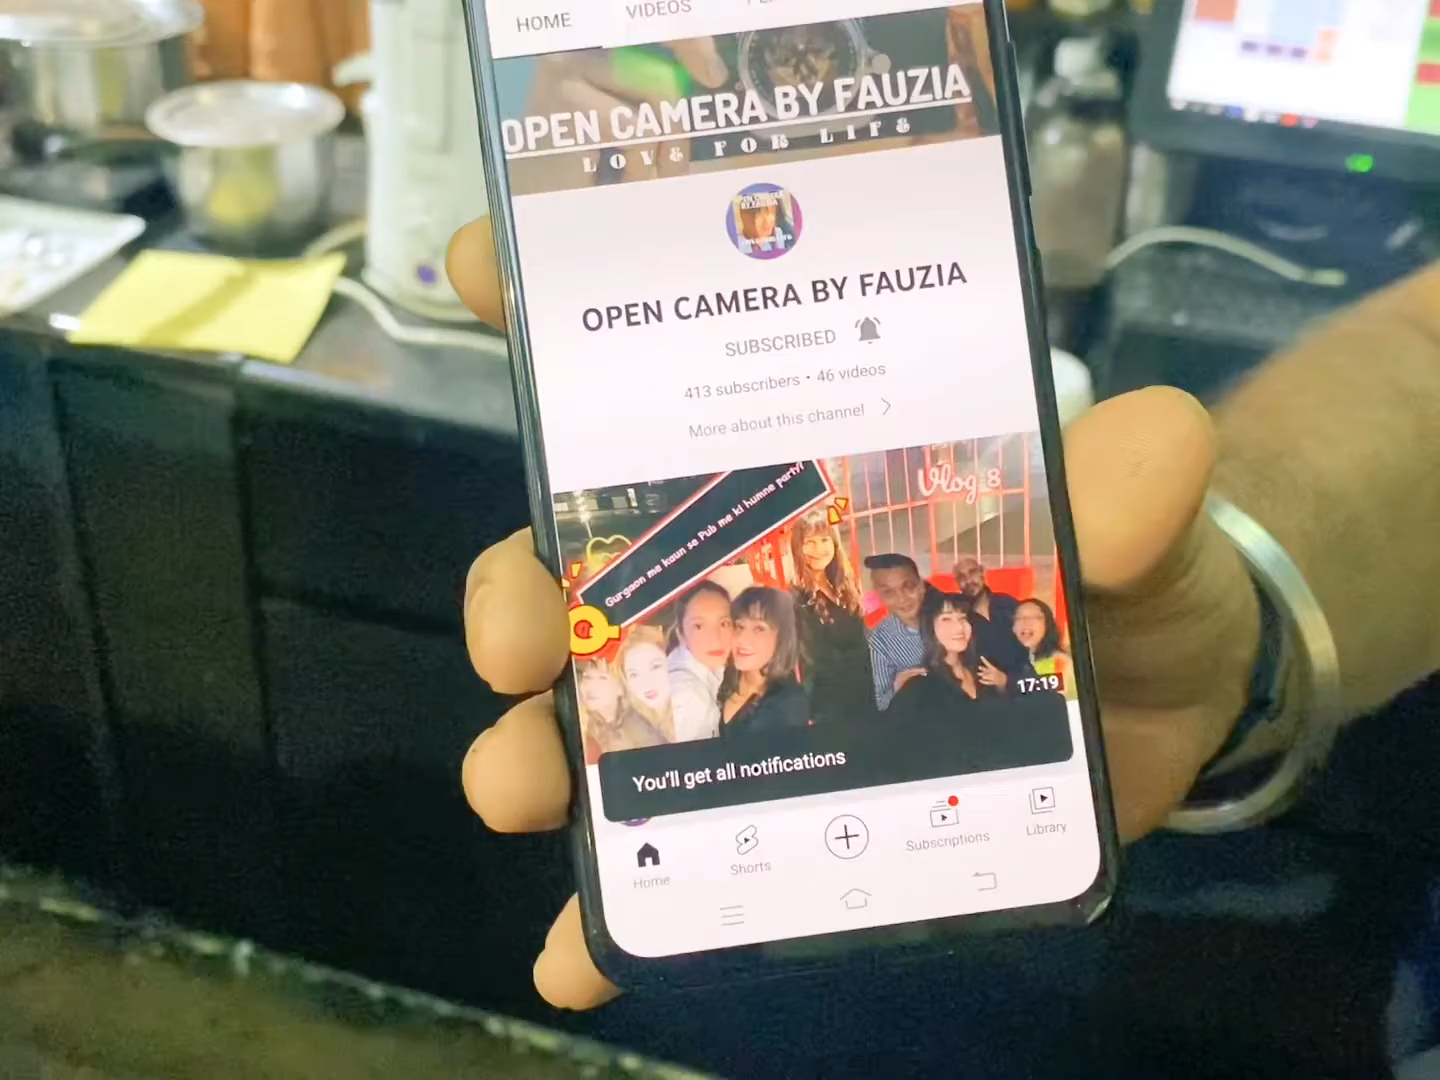 HOME
VIDEOS
OPEN CAMERA BY FAUZIA
LOVE FOR LIFE
OPEN CAMERA BY FAUZIA
SUBSCRIBED
413 subscribers • 46 videos
More about this channel
Gurgaon me kaun se Pub me ki humne party!
Vlog 8
17:19
You'll get all notifications
Home
Shorts
Subscriptions
Library